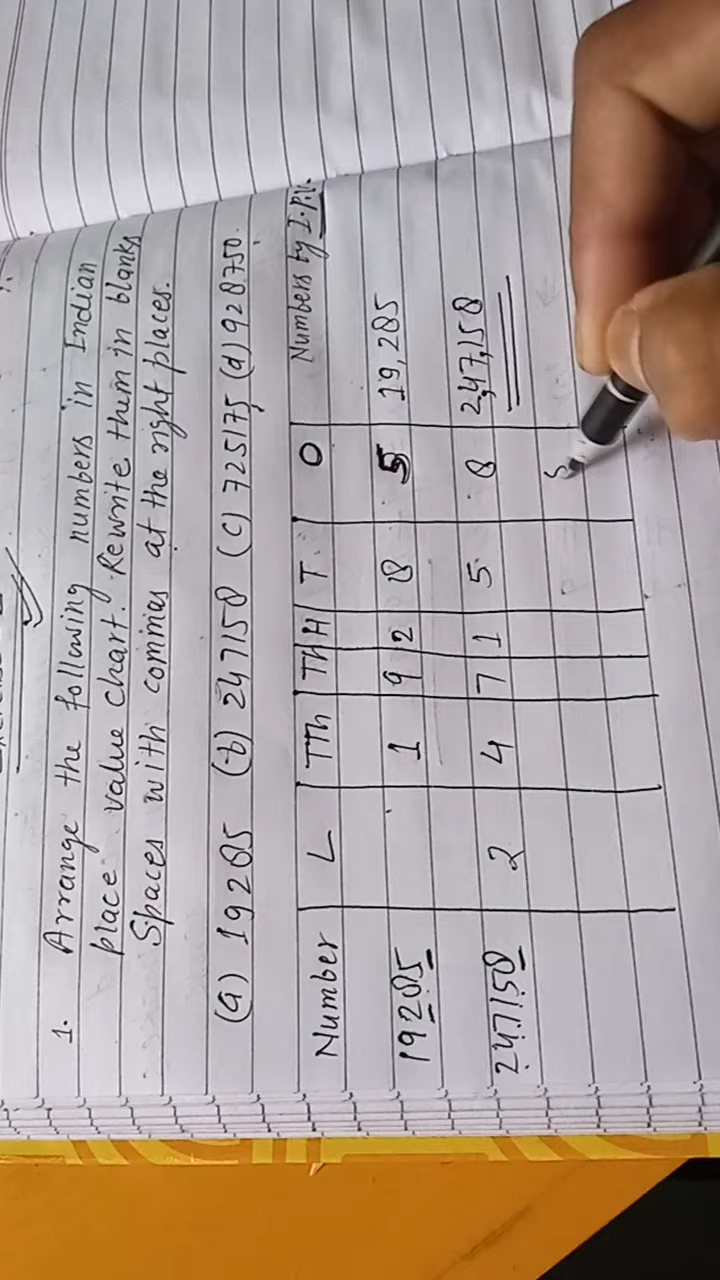 1. Arrange the following numbers in Indian
place value chart. Rewrite them in blanks
Spaces with commas at the right places.
(a) 19285 (b) 247158 (c) 725175 (d) 928750.
Number L TTh Th H T O Numbers by I.P.V.
19285 1 9 2 8 5 19,285
247158 2 4 7 1 5 8 2,47,158
5